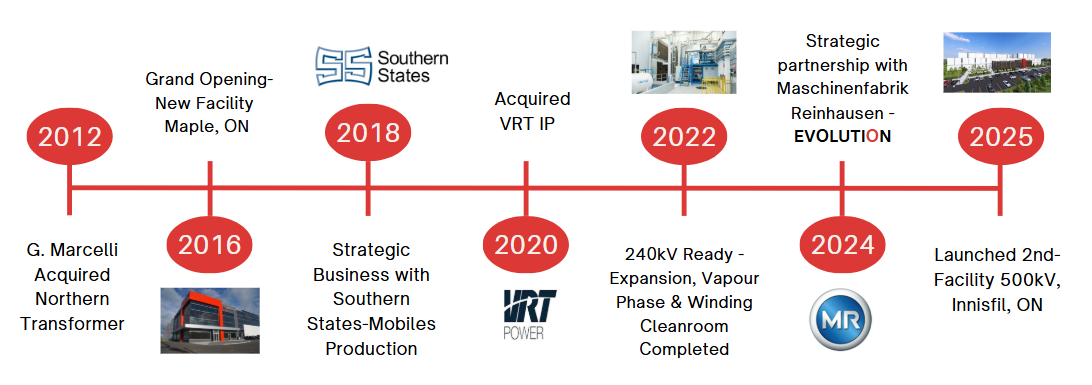 2012
G. Marcelli
Acquired
Northern
Transformer
Grand Opening-
New Facility
Maple, ON
2016
Southern
States
2018
Strategic
Business with
Southern
States-Mobiles
Production
Acquired
VRT IP
2020
VRT
POWER
2022
240kV Ready -
Expansion, Vapour
Phase & Winding
Cleanroom
Completed
Strategic
partnership with
Maschinenfabrik
Reinhausen -
EVOLUTION
2024
MR
2025
Launched 2nd-
Facility 500kV,
Innisfil, ON